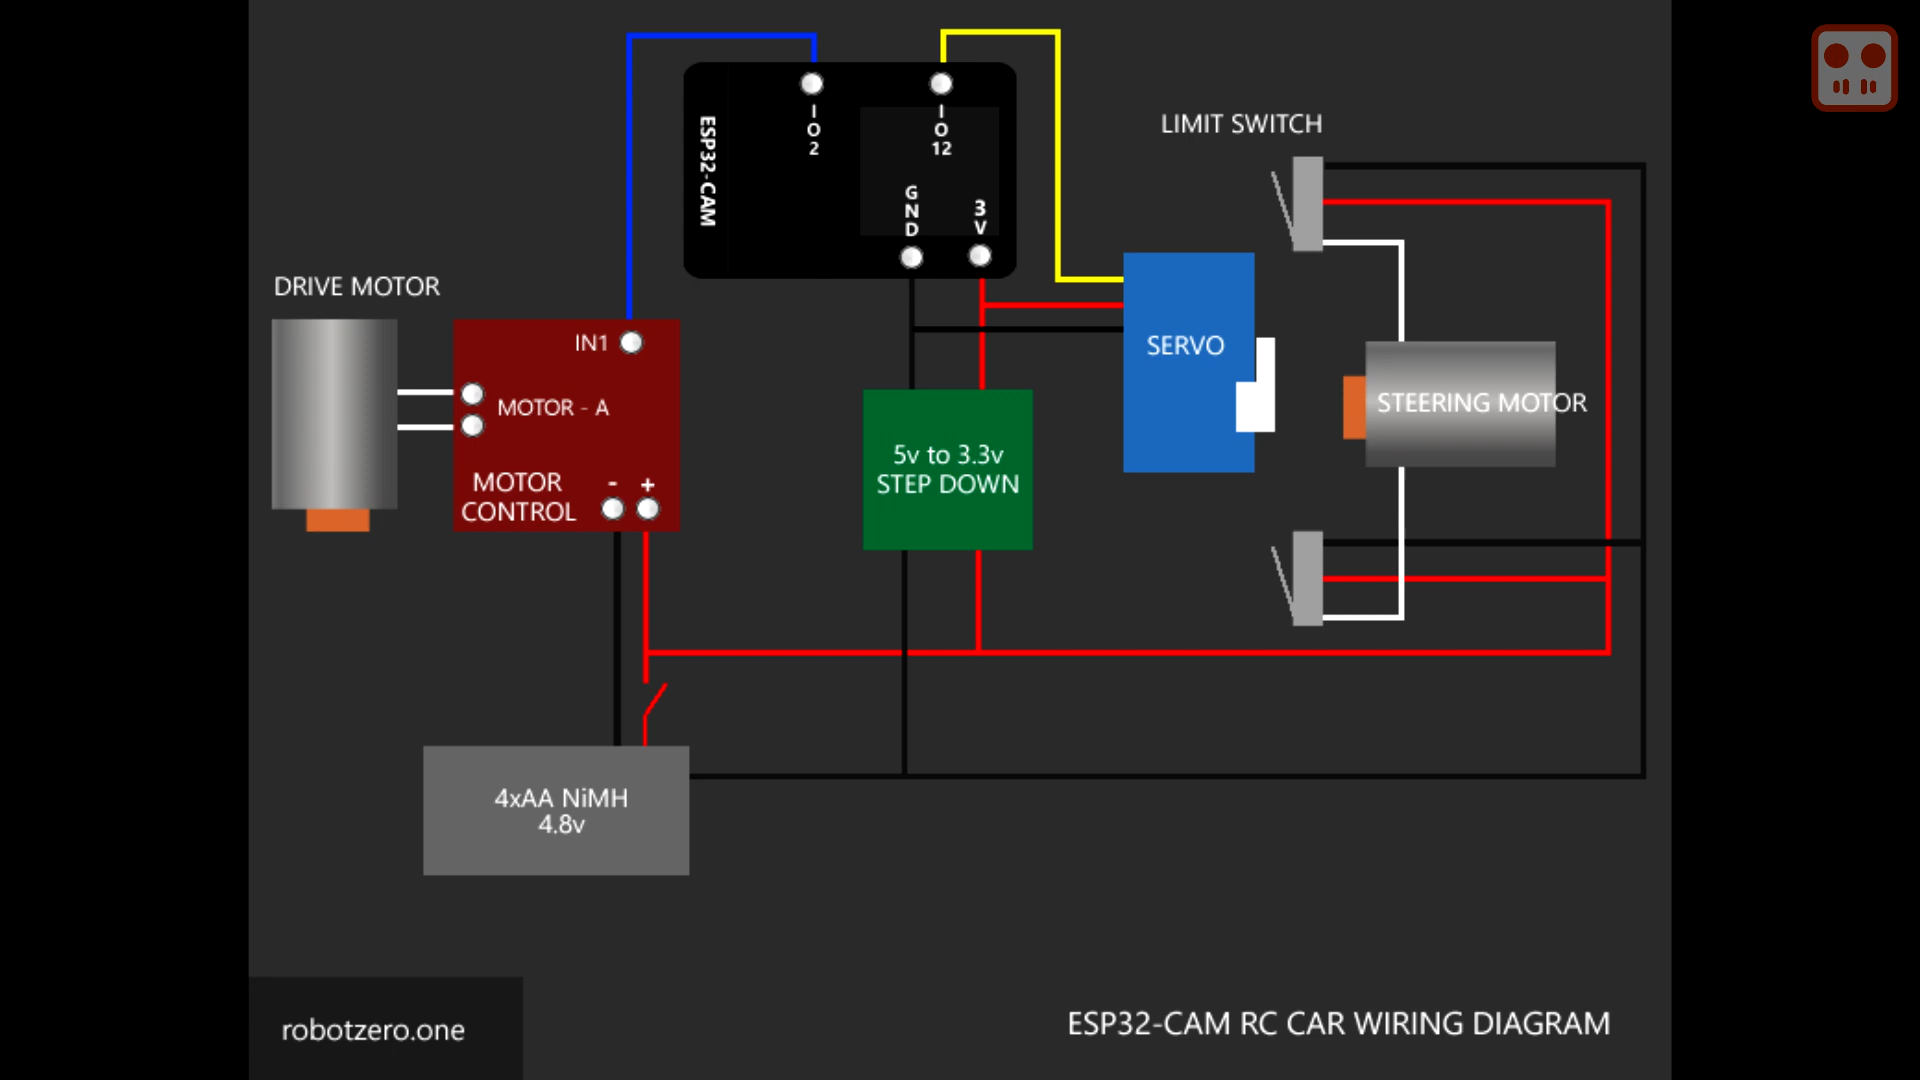 ESP32-CAM
IO2
IO12
GND
3V
LIMIT SWITCH
DRIVE MOTOR
IN1
MOTOR - A
MOTOR
CONTROL
- +
5v to 3.3v
STEP DOWN
SERVO
STEERING MOTOR
4xAA NiMH
4.8v
robotzero.one
ESP32-CAM RC CAR WIRING DIAGRAM